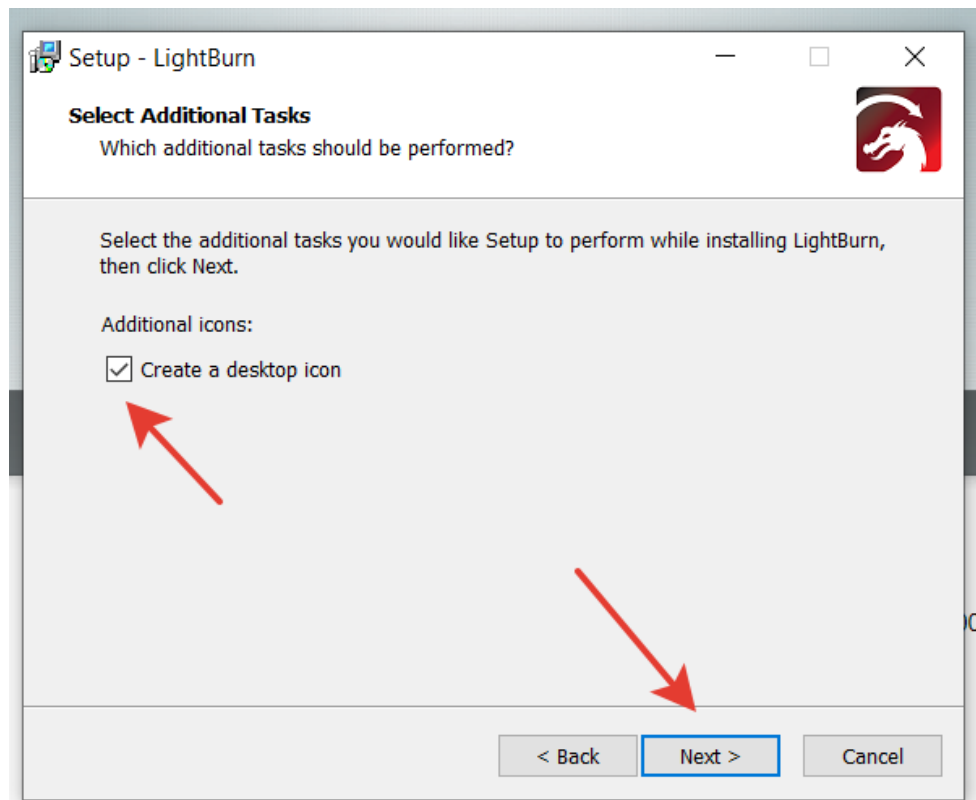 Setup - LightBurn
Select Additional Tasks
Which additional tasks should be performed?
Select the additional tasks you would like Setup to perform while installing LightBurn,
then click Next.
Additional icons:
Create a desktop icon
< Back
Next >
Cancel